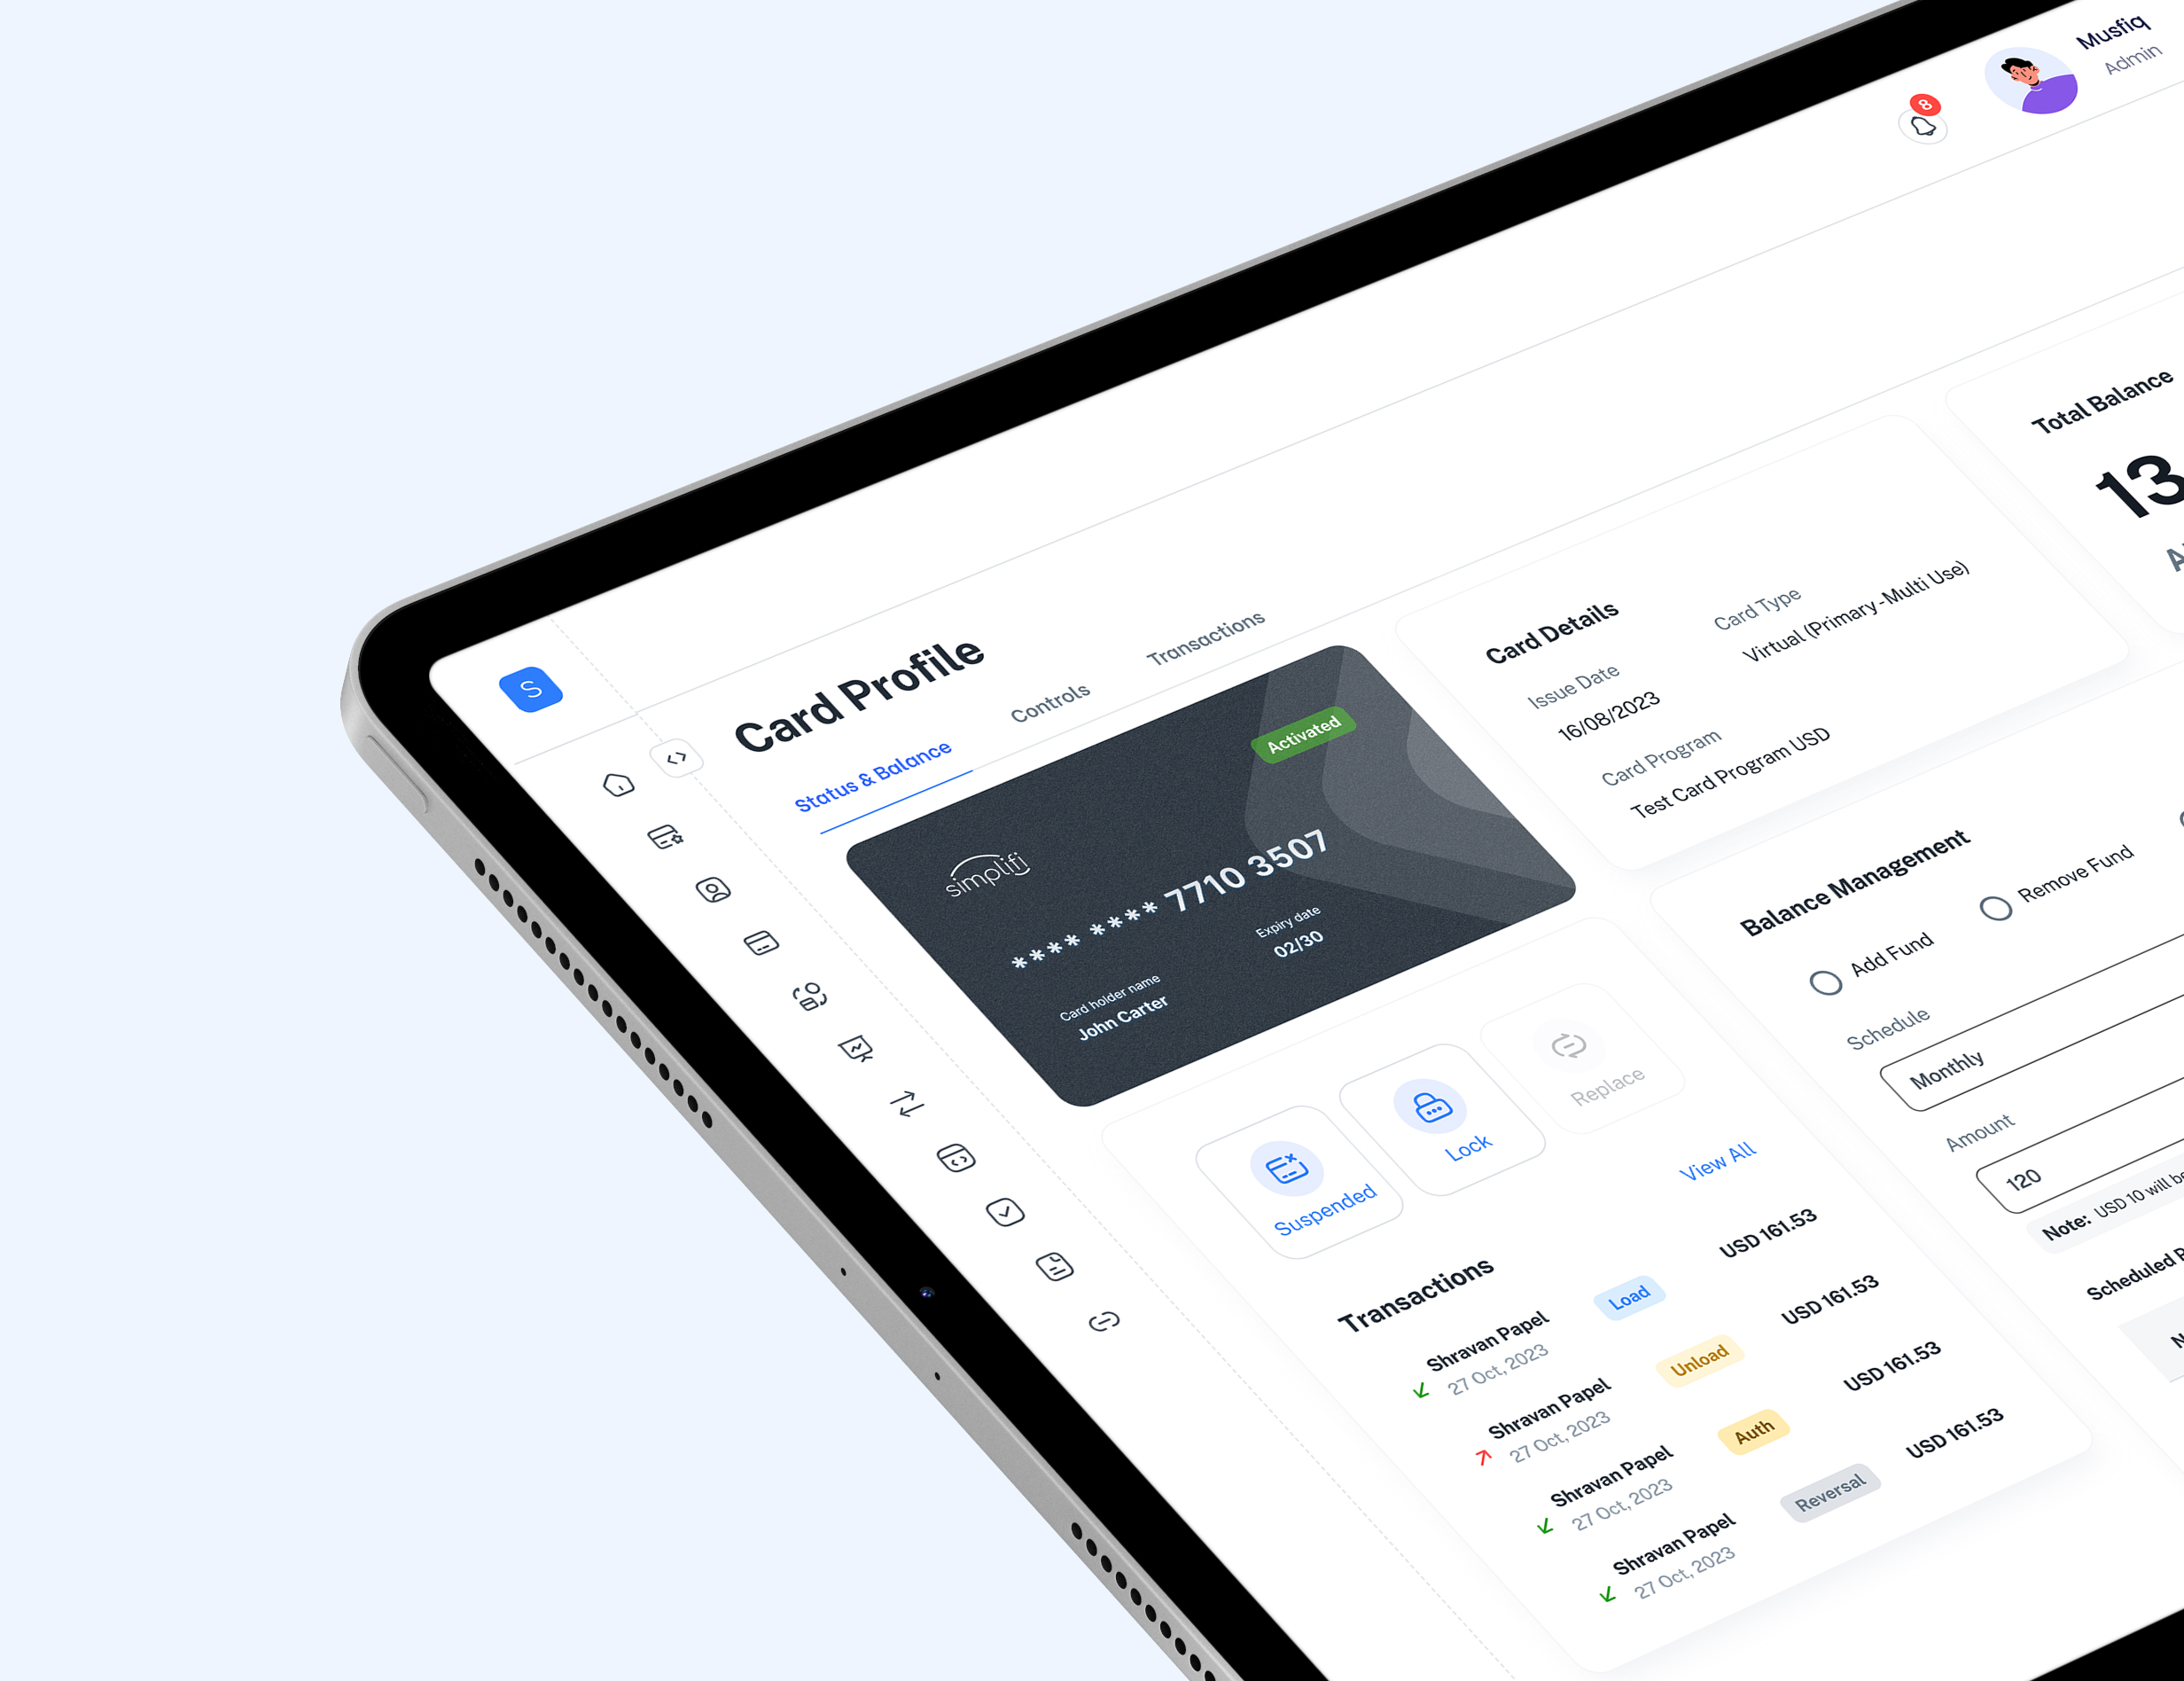 Musfiq
Admin
8
S
Card Profile
Status & Balance
Controls
Transactions
Activated
simplifi
**** **** 7710 3507
Card holder name
John Carter
Expiry date
02/30
Card Details
Issue Date
16/08/2023
Card Type
Virtual (Primary-Multi Use)
Card Program
Test Card Program USD
Total Balance
13
Suspended
Lock
Replace
Balance Management
Add Fund
Remove Fund
Schedule
Monthly
Amount
120
Note: USD 10 will be
Scheduled
Transactions
View All
Shravan Papel
27 Oct, 2023
Load
USD 161.53
Shravan Papel
27 Oct, 2023
Unload
USD 161.53
Shravan Papel
27 Oct, 2023
Auth
USD 161.53
Shravan Papel
27 Oct, 2023
Reversal
USD 161.53